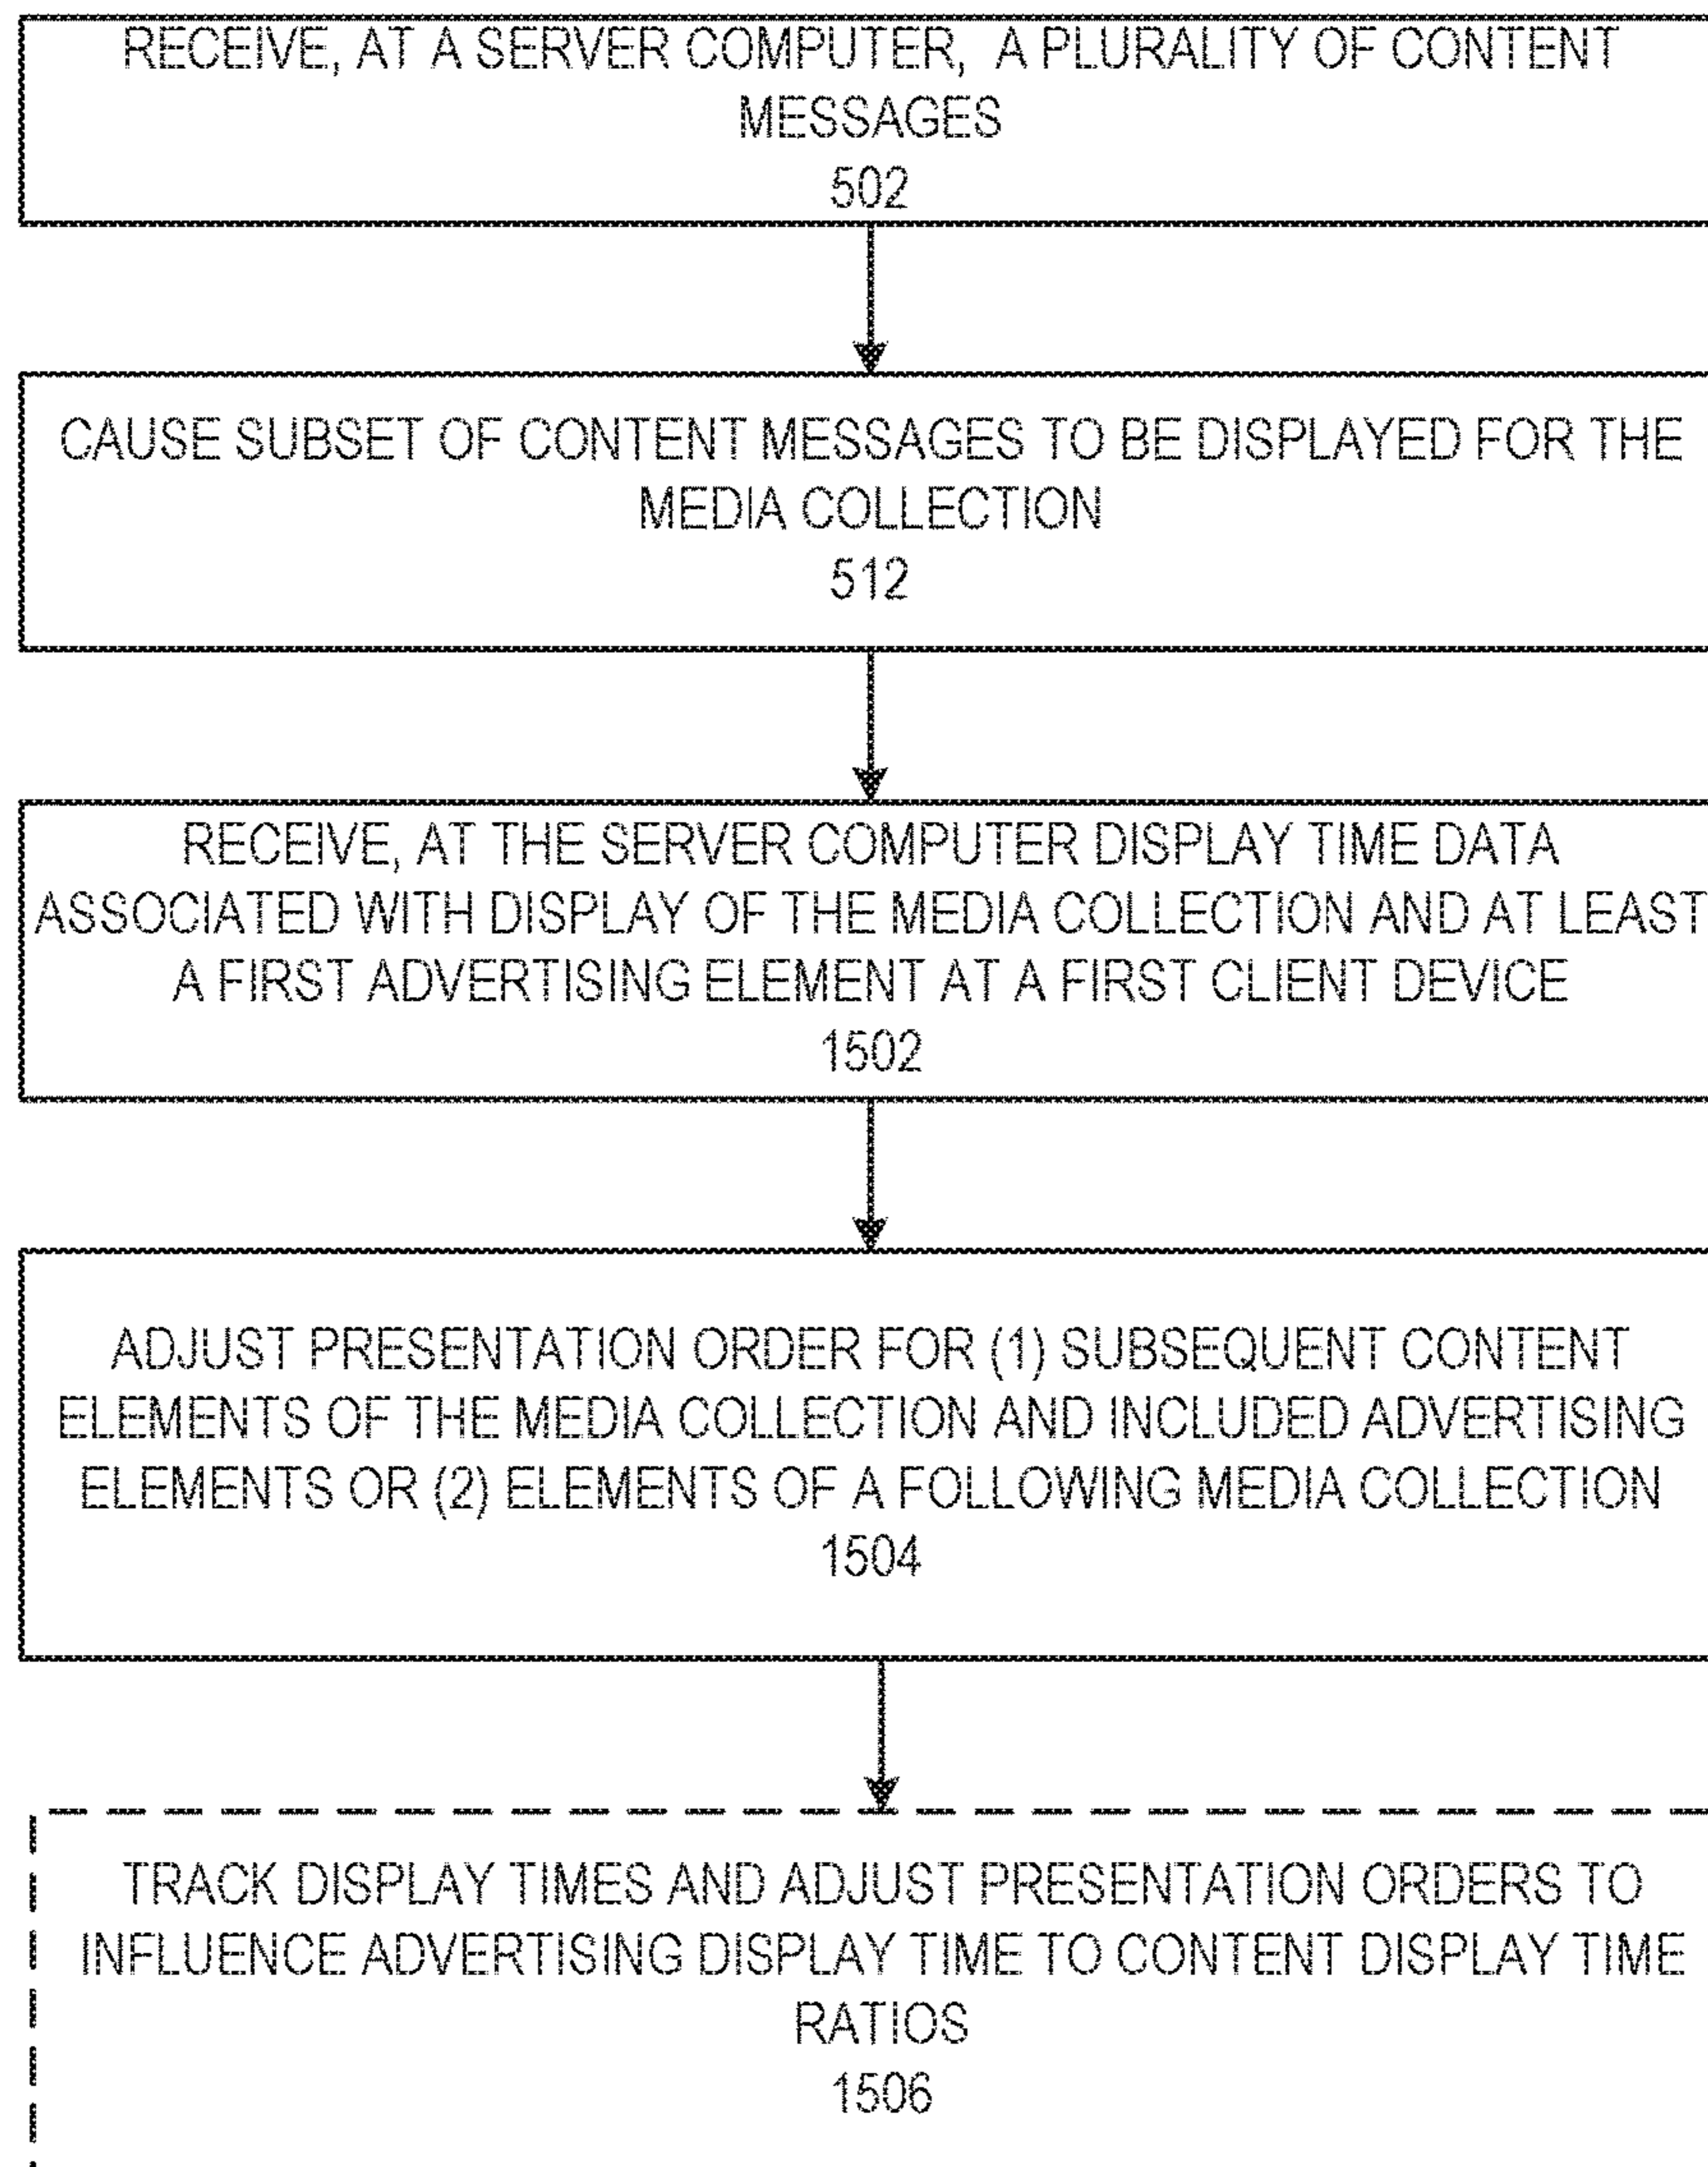 RECEIVE, AT A SERVER COMPUTER, A PLURALITY OF CONTENT
MESSAGES
502
CAUSE SUBSET OF CONTENT MESSAGES TO BE DISPLAYED FOR THE
MEDIA COLLECTION
512
RECEIVE, AT THE SERVER COMPUTER DISPLAY TIME DATA
ASSOCIATED WITH DISPLAY OF THE MEDIA COLLECTION AND AT LEAST
A FIRST ADVERTISING ELEMENT AT A FIRST CLIENT DEVICE
1502
ADJUST PRESENTATION ORDER FOR (1) SUBSEQUENT CONTENT
ELEMENTS OF THE MEDIA COLLECTION AND INCLUDED ADVERTISING
ELEMENTS OR (2) ELEMENTS OF A FOLLOWING MEDIA COLLECTION
1504
TRACK DISPLAY TIMES AND ADJUST PRESENTATION ORDERS TO
INFLUENCE ADVERTISING DISPLAY TIME TO CONTENT DISPLAY TIME
RATIOS
1506